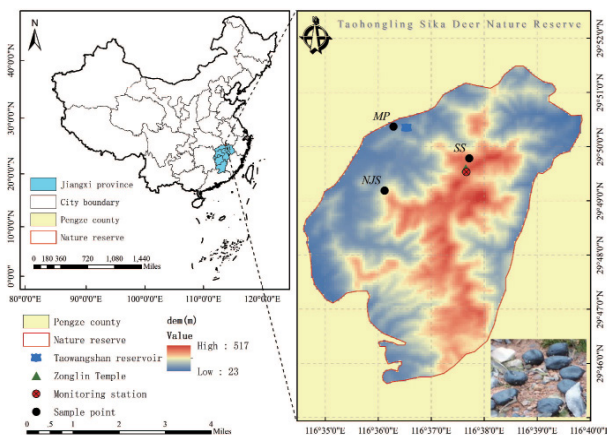 N
40°0'0"N
30°0'0"N
20°0'0"N
10°0'0"N
0°0'0"
Jiangxi province
City boundary
Pengze county
Nature reserve
0 180 360 720 1,080 1,440
Miles
80°0'0"E 90°0'0"E 100°0'0"E 110°0'0"E 120°0'0"E
Pengze county
Nature reserve
Taowangshan reservoir
Zonglin Temple
Monitoring station
Sample point
dem(m)
Value
High : 517
Low : 23
0 .5 1 2 3 4
Miles
Taohongling Sika Deer Nature Reserve
MP
SS
NJS
29°52'0"N
29°51'0"N
29°50'0"N
29°49'0"N
29°48'0"N
29°47'0"N
29°46'0"N
116°35'0"E 116°36'0"E 116°37'0"E 116°38'0"E 116°39'0"E 116°40'0"E